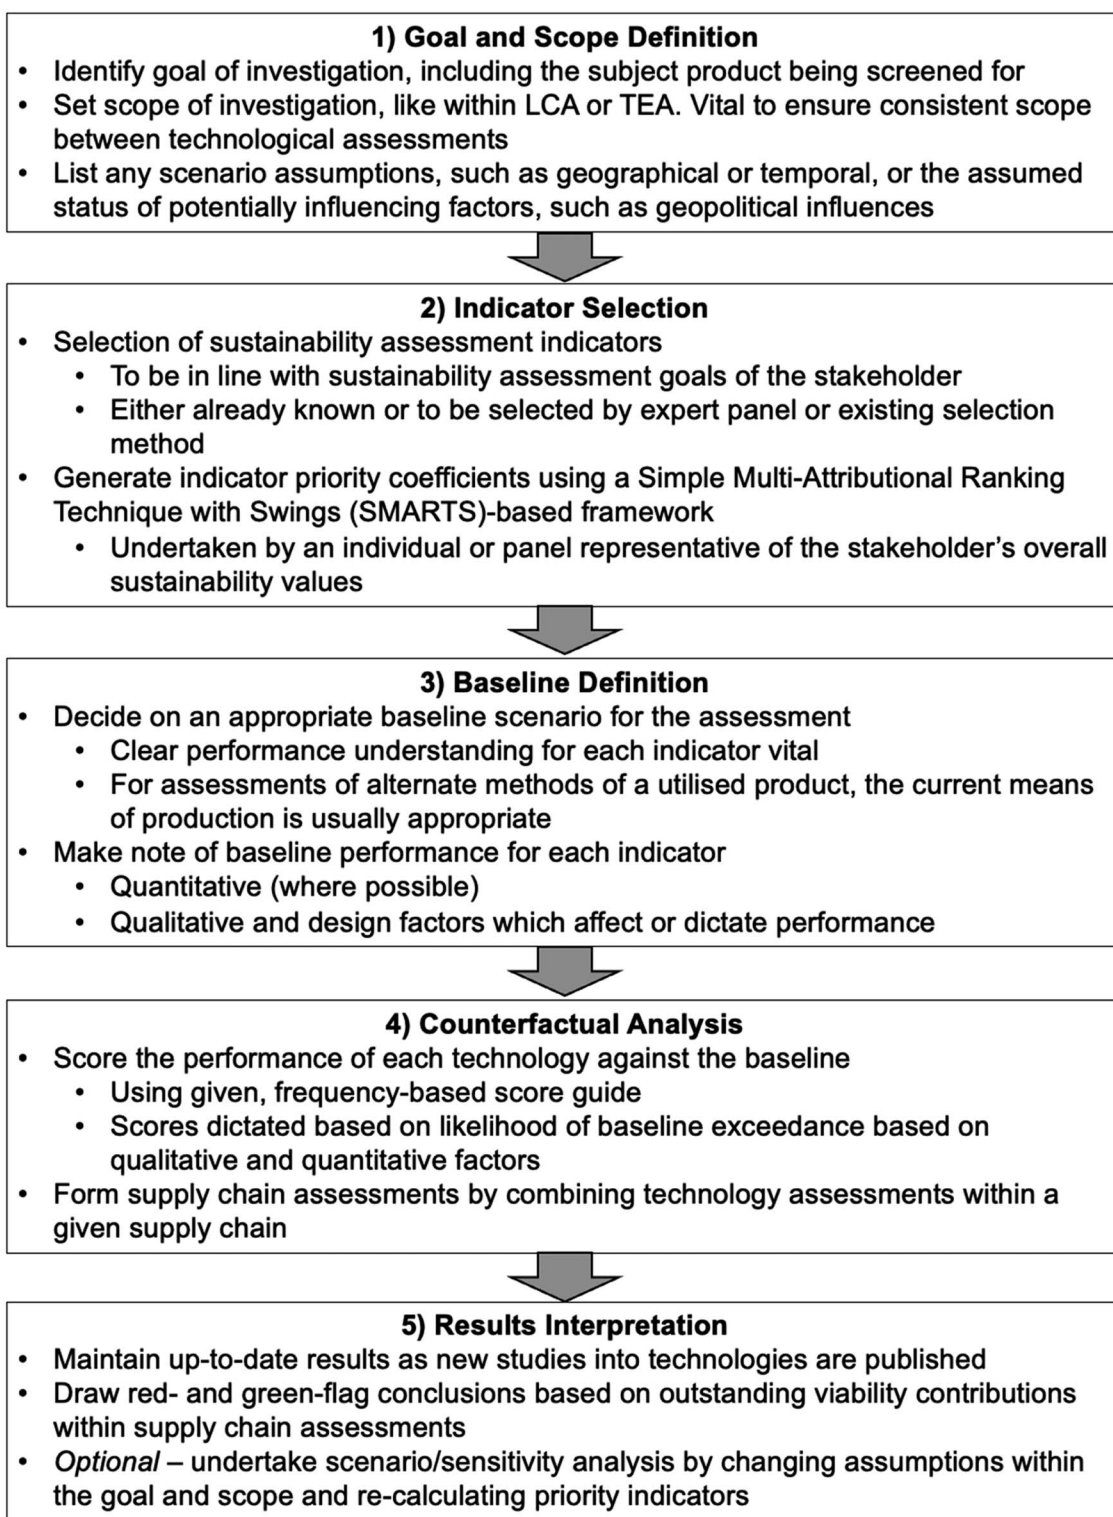 1) Goal and Scope Definition
• Identify goal of investigation, including the subject product being screened for
• Set scope of investigation, like within LCA or TEA. Vital to ensure consistent scope
between technological assessments
• List any scenario assumptions, such as geographical or temporal, or the assumed
status of potentially influencing factors, such as geopolitical influences
2) Indicator Selection
• Selection of sustainability assessment indicators
• To be in line with sustainability assessment goals of the stakeholder
• Either already known or to be selected by expert panel or existing selection
method
• Generate indicator priority coefficients using a Simple Multi-Attributional Ranking
Technique with Swings (SMARTS)-based framework
• Undertaken by an individual or panel representative of the stakeholder's overall
sustainability values
3) Baseline Definition
• Decide on an appropriate baseline scenario for the assessment
• Clear performance understanding for each indicator vital
• For assessments of alternate methods of a utilised product, the current means
of production is usually appropriate
• Make note of baseline performance for each indicator
• Quantitative (where possible)
• Qualitative and design factors which affect or dictate performance
4) Counterfactual Analysis
• Score the performance of each technology against the baseline
• Using given, frequency-based score guide
• Scores dictated based on likelihood of baseline exceedance based on
qualitative and quantitative factors
• Form supply chain assessments by combining technology assessments within a
given supply chain
5) Results Interpretation
• Maintain up-to-date results as new studies into technologies are published
• Draw red- and green-flag conclusions based on outstanding viability contributions
within supply chain assessments
• Optional – undertake scenario/sensitivity analysis by changing assumptions within
the goal and scope and re-calculating priority indicators